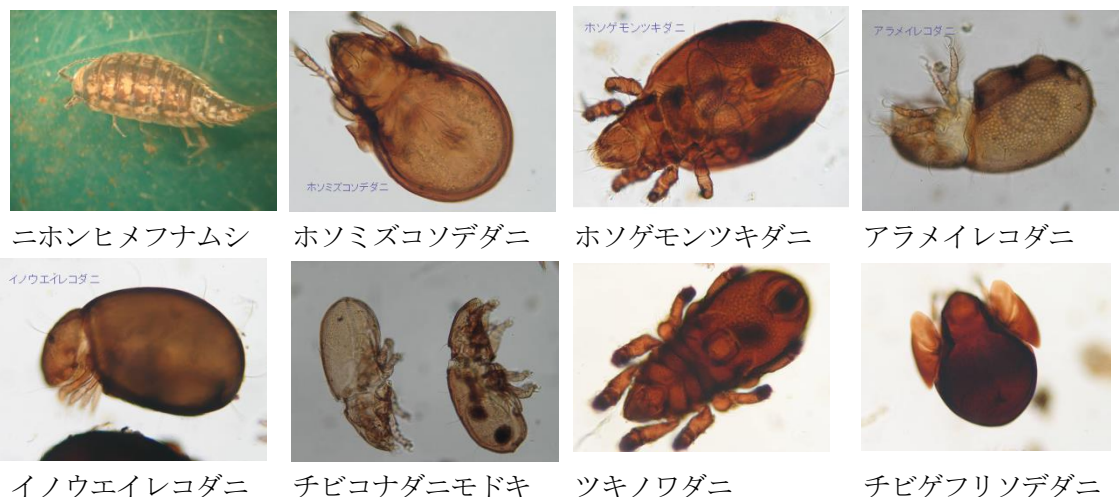 ホソミズコソデダニ
ホソゲモンツキダニ
アラメイレコダニ
ニホンヒメフナムシ
ホソミズコソデダニ
ホソゲモンツキダニ
アラメイレコダニ
イノウエイレコダニ
イノウエイレコダニ
チビコナダニモドキ
ツキノワダニ
チビゲフリソデダニ